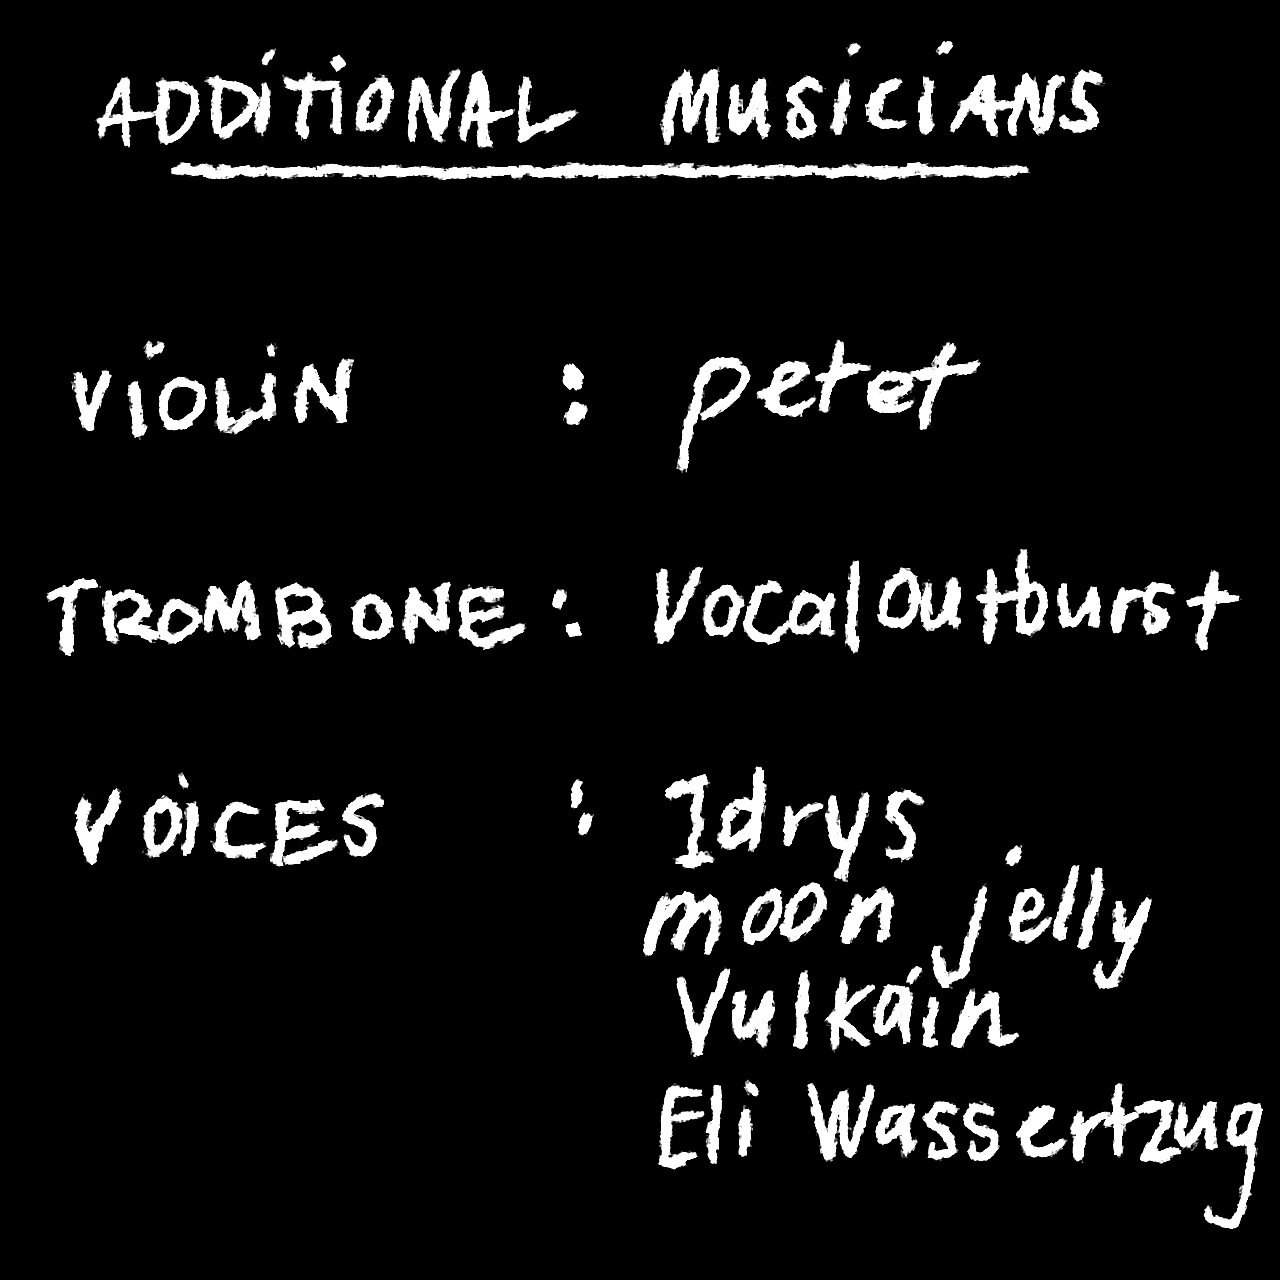 ADDiTiONAL MUSiCiANS
ViOLiN : petet
TROMBONE : VocalOutburst
VOiCES : Idrys
moon jelly
Vulkain
Eli Wassertzug